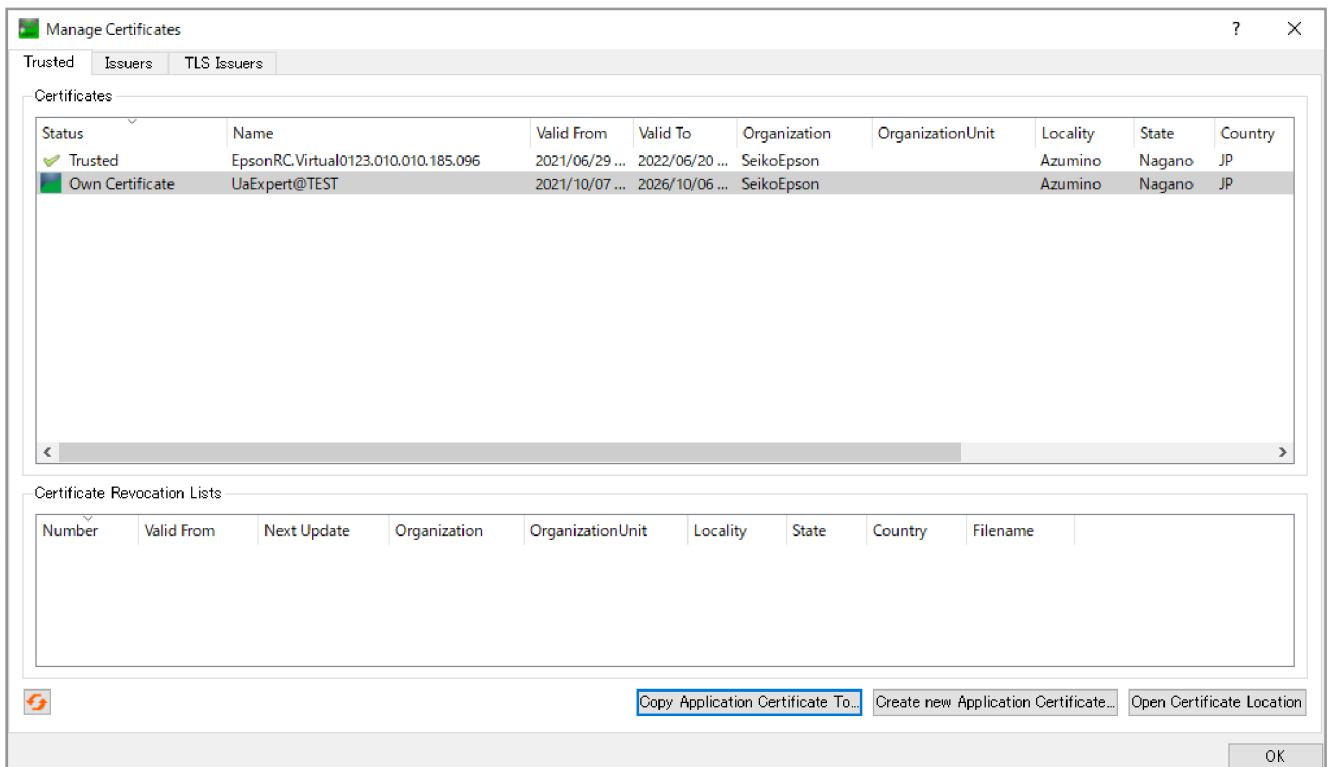 Manage Certificates ? ✕
Trusted Issuers TLS Issuers
Certificates
Status Name Valid From Valid To Organization OrganizationUnit Locality State Country
Trusted EpsonRC.Virtual0123.010.010.185.096 2021/06/29 ... 2022/06/20 ... SeikoEpson Azumino Nagano JP
Own Certificate UaExpert@TEST 2021/10/07 ... 2026/10/06 ... SeikoEpson Azumino Nagano JP
Certificate Revocation Lists
Number Valid From Next Update Organization OrganizationUnit Locality State Country Filename
Copy Application Certificate To... Create new Application Certificate... Open Certificate Location
OK